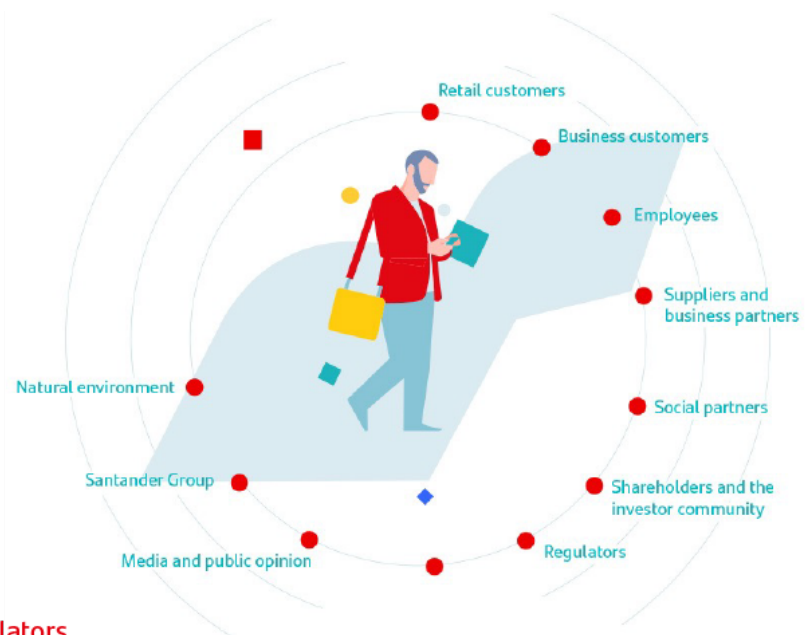 Retail customers
Business customers
Employees
Suppliers and
business partners
Social partners
Shareholders and the
investor community
Regulators
Media and public opinion
Santander Group
Natural environment